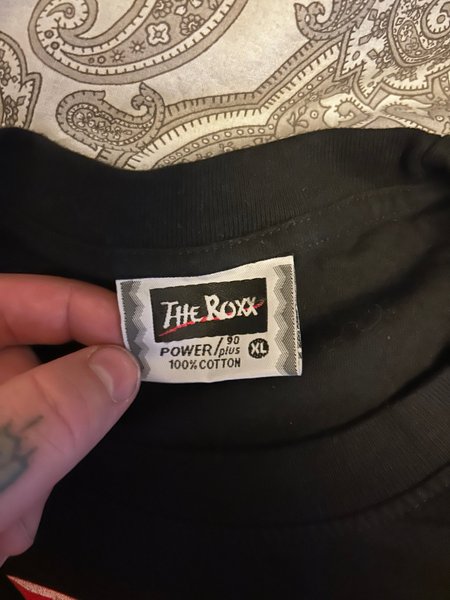 THE ROXX
POWER/90 plus XL
100% COTTON